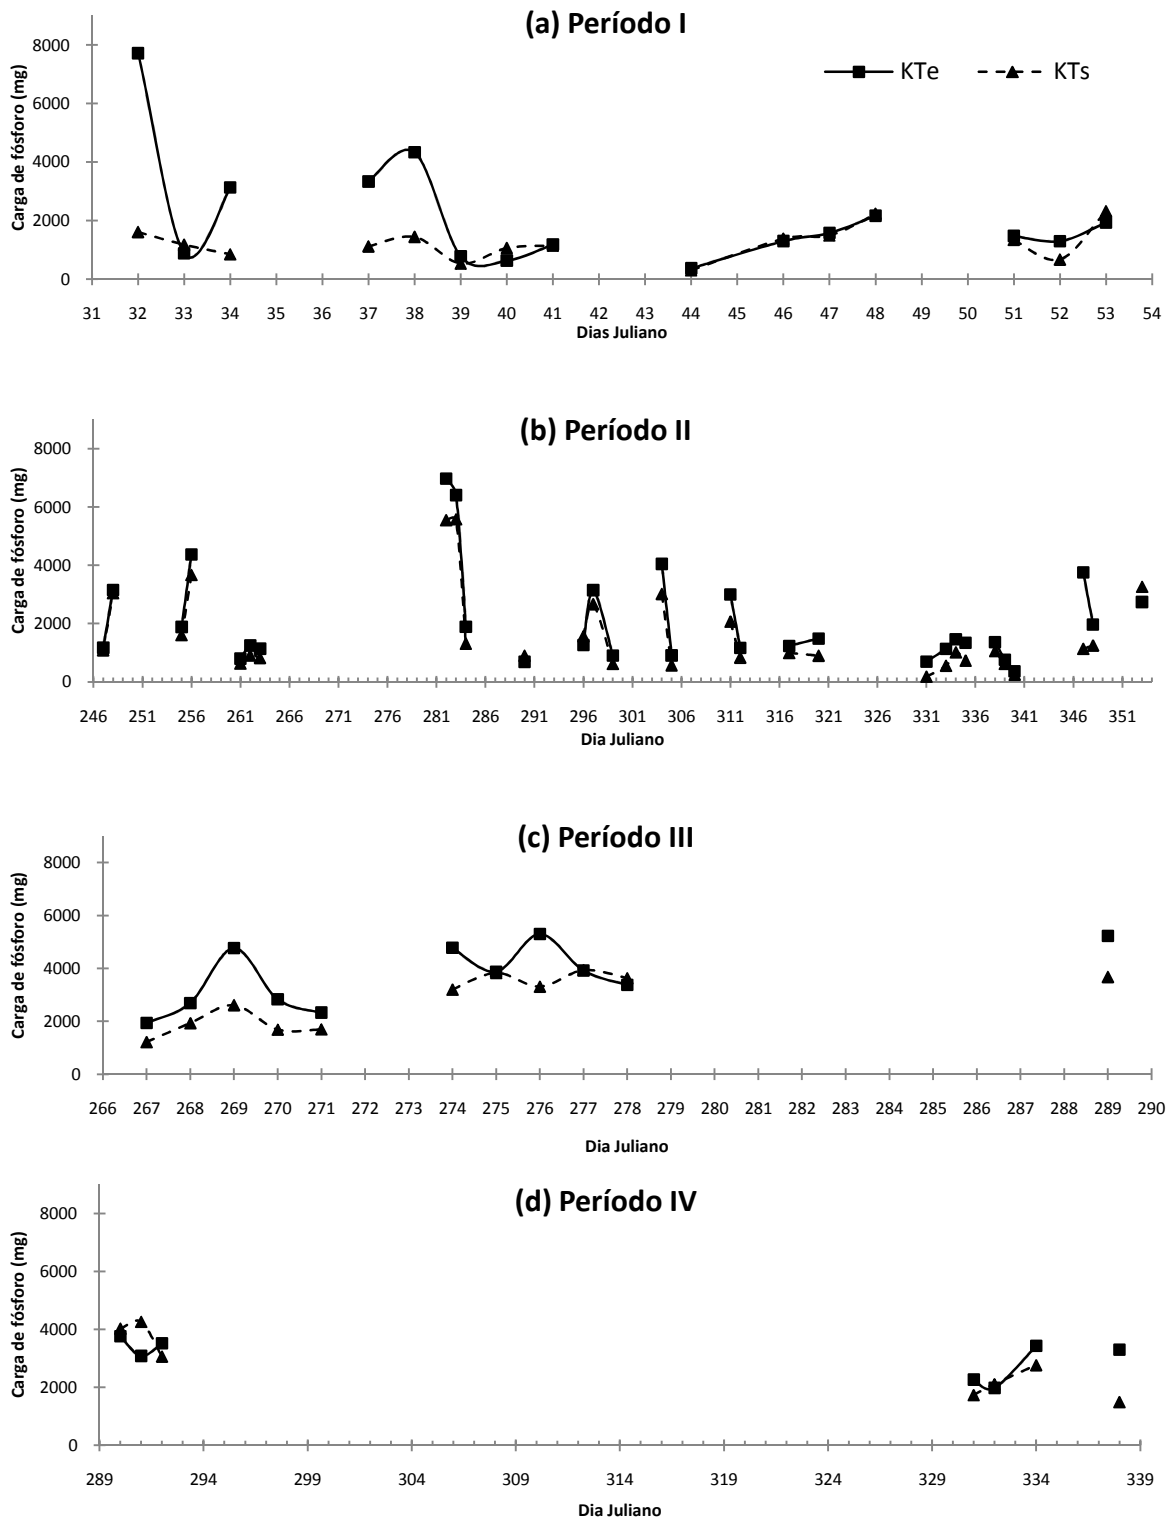 (a) Período I
KTe KTs
Carga de fósforo (mg)
8000
6000
4000
2000
0
31 32 33 34 35 36 37 38 39 40 41 42 43 44 45 46 47 48 49 50 51 52 53 54
Dias Juliano
(b) Período II
Carga de fósforo (mg)
8000
6000
4000
2000
0
246 251 256 261 266 271 276 281 286 291 296 301 306 311 316 321 326 331 336 341 346 351
Dia Juliano
(c) Período III
Carga de fósforo (mg)
8000
6000
4000
2000
0
266 267 268 269 270 271 272 273 274 275 276 277 278 279 280 281 282 283 284 285 286 287 288 289 290
Dia Juliano
(d) Período IV
Carga de fósforo (mg)
8000
6000
4000
2000
0
289 294 299 304 309 314 319 324 329 334 339
Dia Juliano